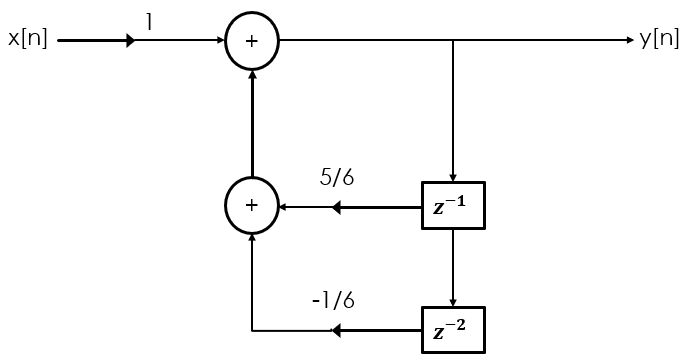 x[n]
1
+
y[n]
5/6
+
z⁻¹
-1/6
z⁻²